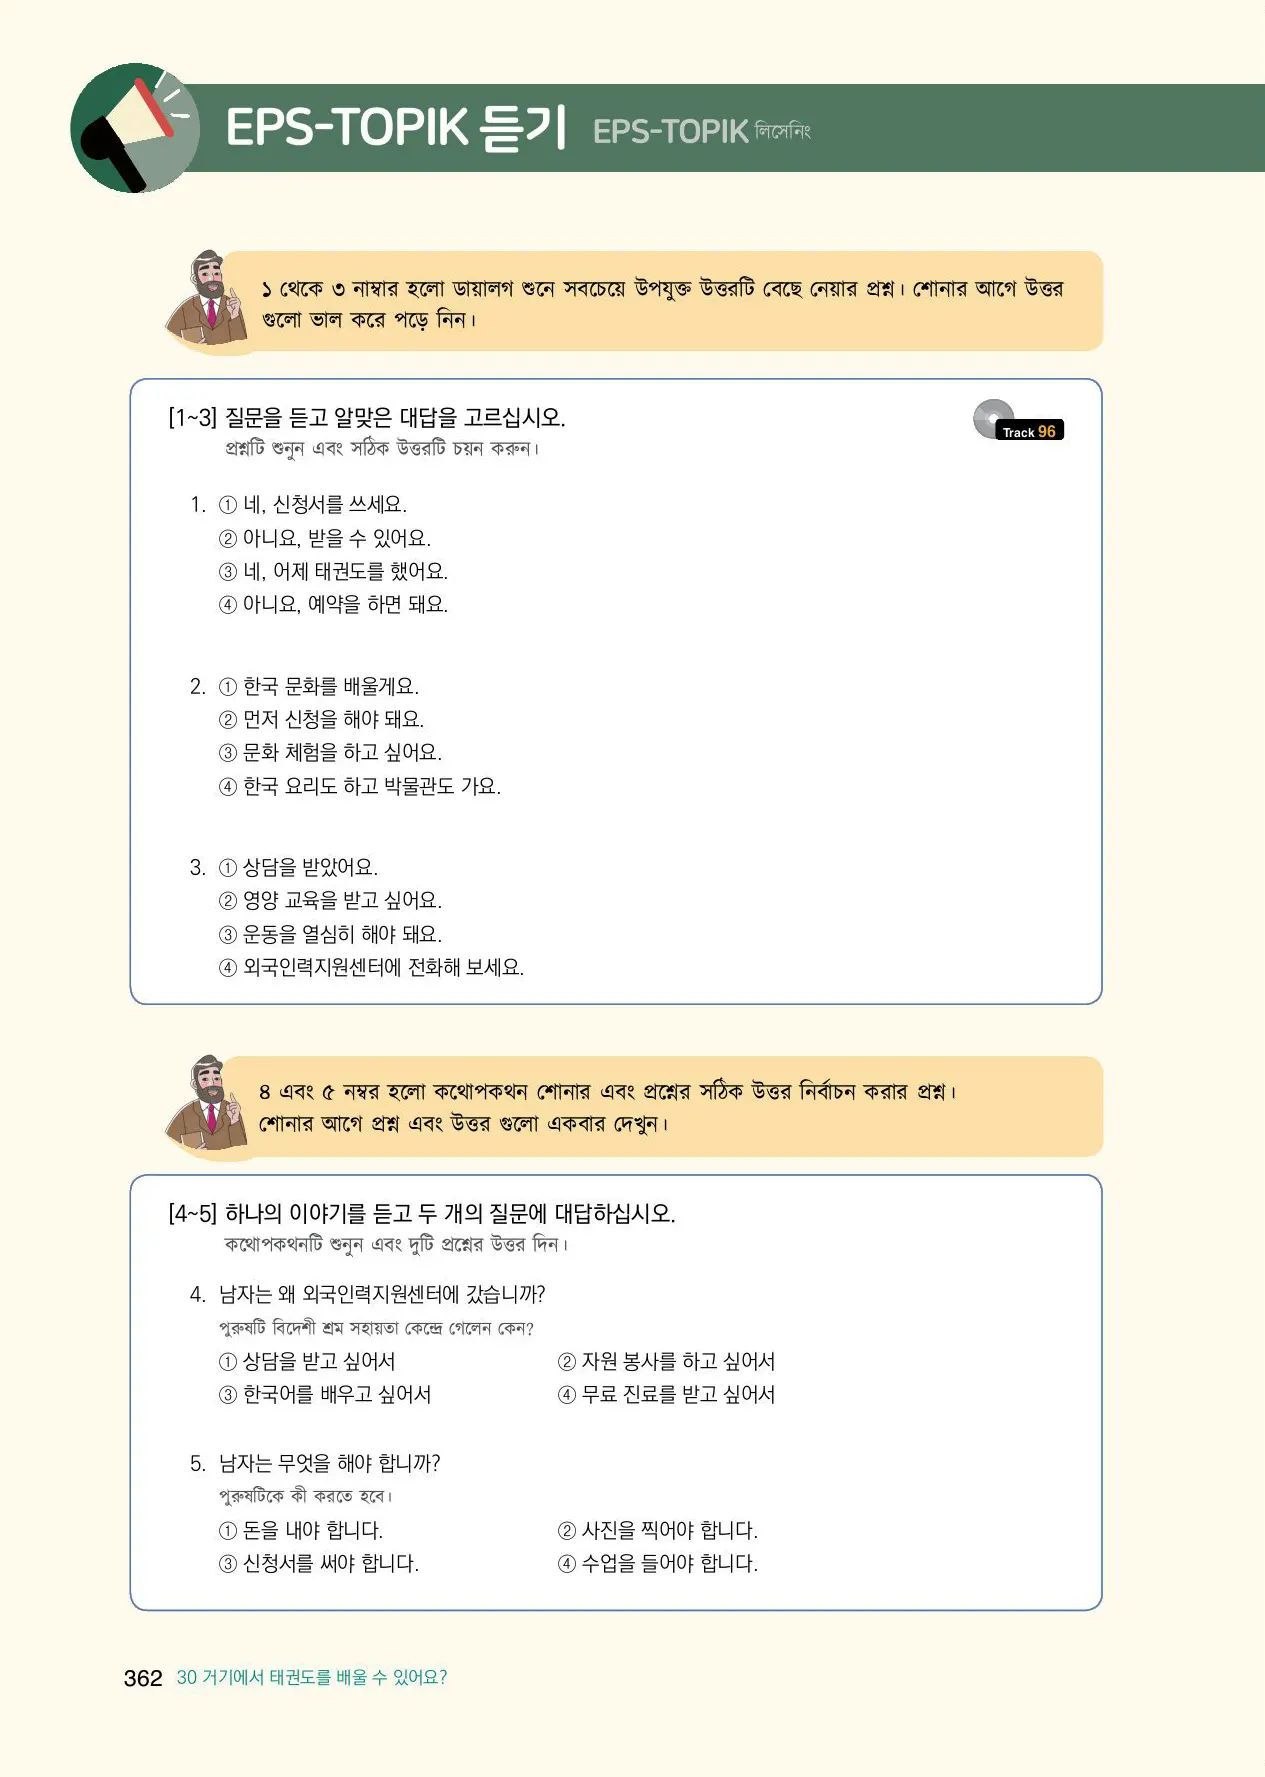 EPS-TOPIK 듣기 EPS-TOPIK লিসেনিং
১ থেকে ৩ নাম্বার হলো ডায়ালগ শুনে সবচেয়ে উপযুক্ত উত্তরটি বেছে নেয়ার প্রশ্ন। শোনার আগে উত্তর
গুলো ভাল করে পড়ে নিন।
[1~3] 질문을 듣고 알맞은 대답을 고르십시오.
Track 96
প্রশ্নটি শুনুন এবং সঠিক উত্তরটি চয়ন করুন।
1. ① 네, 신청서를 쓰세요.
② 아니요, 받을 수 있어요.
③ 네, 어제 태권도를 했어요.
④ 아니요, 예약을 하면 돼요.
2. ① 한국 문화를 배울게요.
② 먼저 신청을 해야 돼요.
③ 문화 체험을 하고 싶어요.
④ 한국 요리도 하고 박물관도 가요.
3. ① 상담을 받았어요.
② 영양 교육을 받고 싶어요.
③ 운동을 열심히 해야 돼요.
④ 외국인력지원센터에 전화해 보세요.
৪ এবং ৫ নম্বর হলো কথোপকথন শোনার এবং প্রশ্নের সঠিক উত্তর নির্বাচন করার প্রশ্ন।
শোনার আগে প্রশ্ন এবং উত্তর গুলো একবার দেখুন।
[4~5] 하나의 이야기를 듣고 두 개의 질문에 대답하십시오.
কথোপকথনটি শুনুন এবং দুটি প্রশ্নের উত্তর দিন।
4. 남자는 왜 외국인력지원센터에 갔습니까?
পুরুষটি বিদেশী শ্রম সহায়তা কেন্দ্রে গেলেন কেন?
① 상담을 받고 싶어서 ② 자원 봉사를 하고 싶어서
③ 한국어를 배우고 싶어서 ④ 무료 진료를 받고 싶어서
5. 남자는 무엇을 해야 합니까?
পুরুষটিকে কী করতে হবে।
① 돈을 내야 합니다. ② 사진을 찍어야 합니다.
③ 신청서를 써야 합니다. ④ 수업을 들어야 합니다.
362 30 거기에서 태권도를 배울 수 있어요?